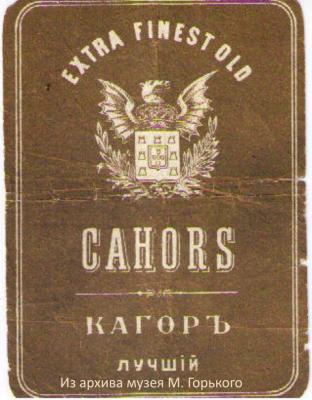 EXTRA FINEST OLD
CAHORS
КАГОРЪ
ЛУЧШІЙ
Из архива музея М. Горького